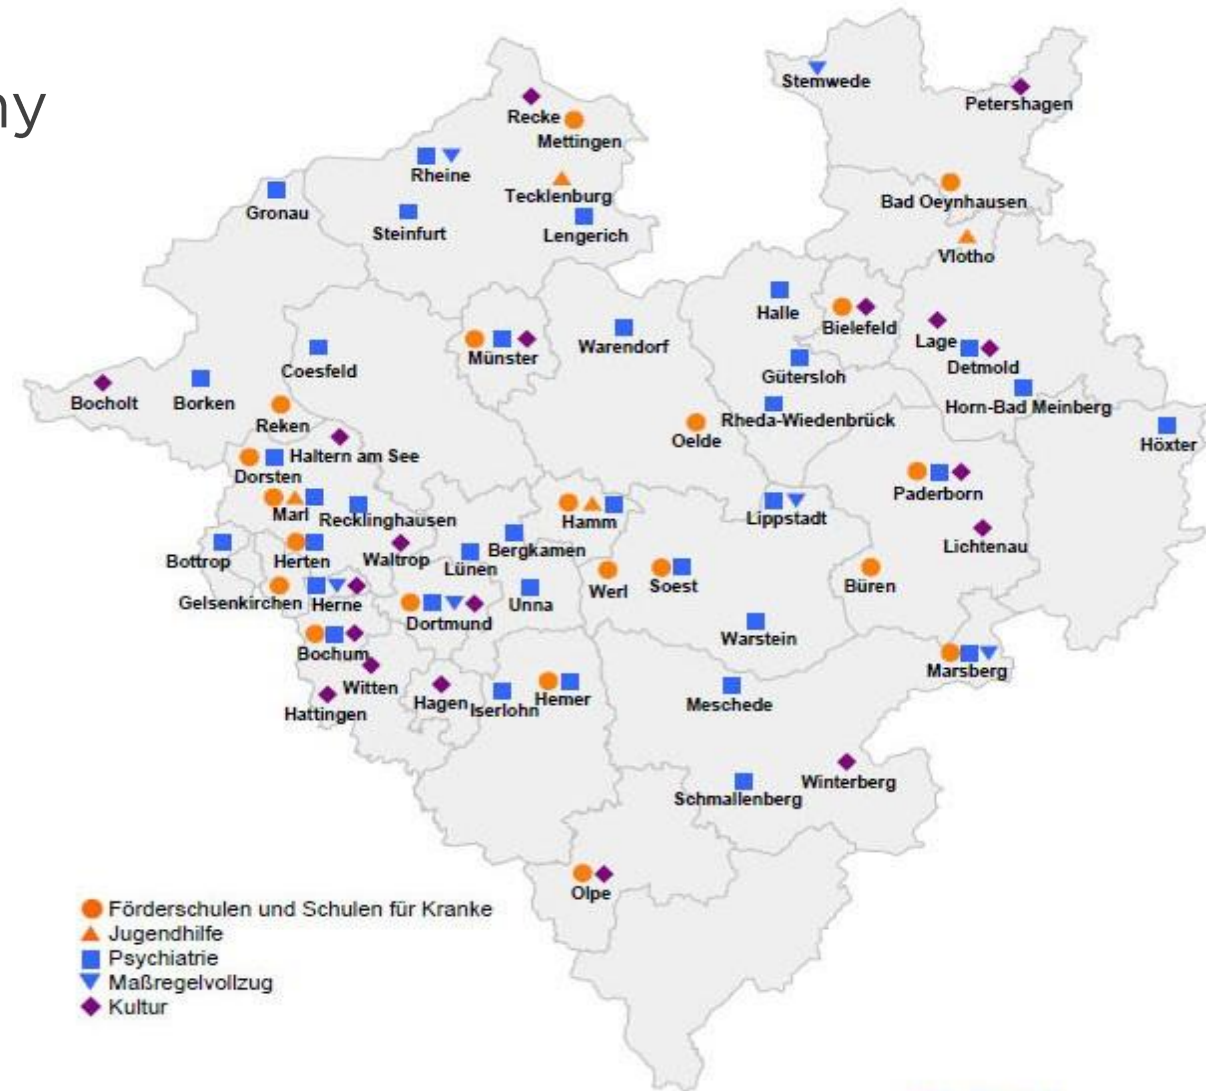 ny
Stemwede
Petershagen
Recke
Mettingen
Rheine
Tecklenburg
Bad Oeynhausen
Gronau
Steinfurt
Lengerich
Vlotho
Halle
Bielefeld
Münster
Warendorf
Lage
Coesfeld
Detmold
Gütersloh
Bocholt
Borken
Horn-Bad Meinberg
Reken
Rheda-Wiedenbrück
Oelde
Höxter
Haltern am See
Dorsten
Paderborn
Marl
Recklinghausen
Hamm
Lippstadt
Lichtenau
Bottrop
Herten
Waltrop
Bergkamen
Lünen
Büren
Werl
Soest
Gelsenkirchen
Herne
Unna
Dortmund
Warstein
Bochum
Marsberg
Witten
Hagen
Iserlohn
Hemer
Meschede
Hattingen
Winterberg
Schmallenberg
Olpe
Förderschulen und Schulen für Kranke
Jugendhilfe
Psychiatrie
Maßregelvollzug
Kultur